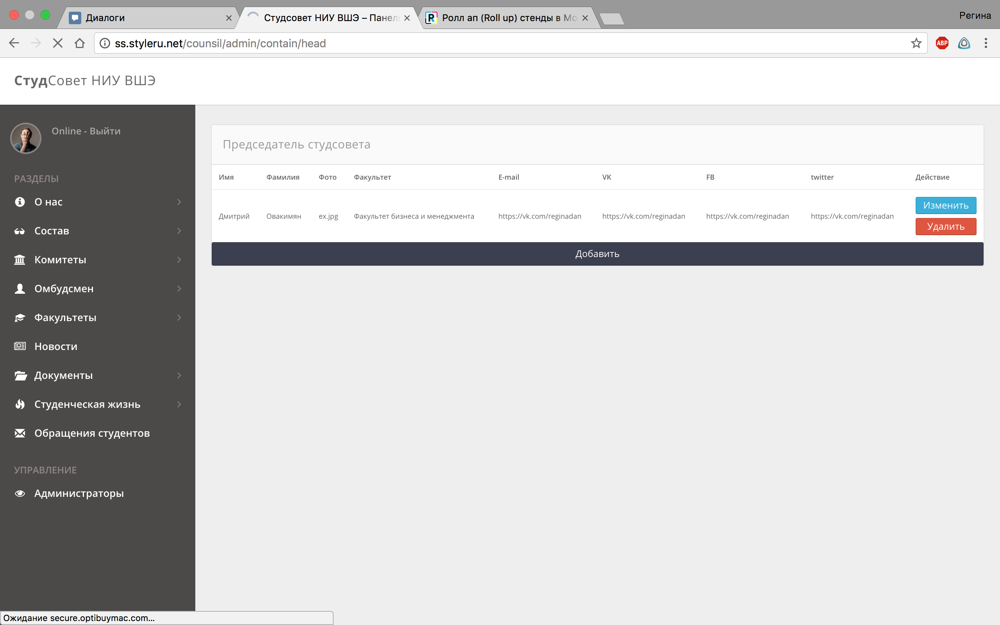 Диалоги
Студсовет НИУ ВШЭ – Панель
Ролл ап (Roll up) стенды в Мо
Регина
ss.styleru.net/counsil/admin/contain/head
ABP
СтудСовет НИУ ВШЭ
Online - Выйти
РАЗДЕЛЫ
О нас
Состав
Комитеты
Омбудсмен
Факультеты
Новости
Документы
Студенческая жизнь
Обращения студентов
УПРАВЛЕНИЕ
Администраторы
Председатель студсовета
Имя Фамилия Фото Факультет E-mail VK FB twitter Действие
Дмитрий Овакимян ex.jpg Факультет бизнеса и менеджмента https://vk.com/reginadan https://vk.com/reginadan https://vk.com/reginadan https://vk.com/reginadan
Изменить
Удалить
Добавить
Ожидание secure.optibuymac.com...